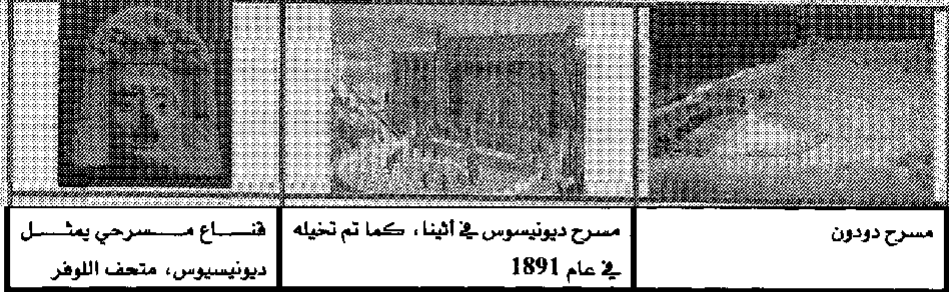 مسرح دودون
مسرح ديونيسوس في أثينا، كما تم تخيله
في عام 1891
قناع مسرحي يمثل
ديونيسيوس، متحف اللوفر